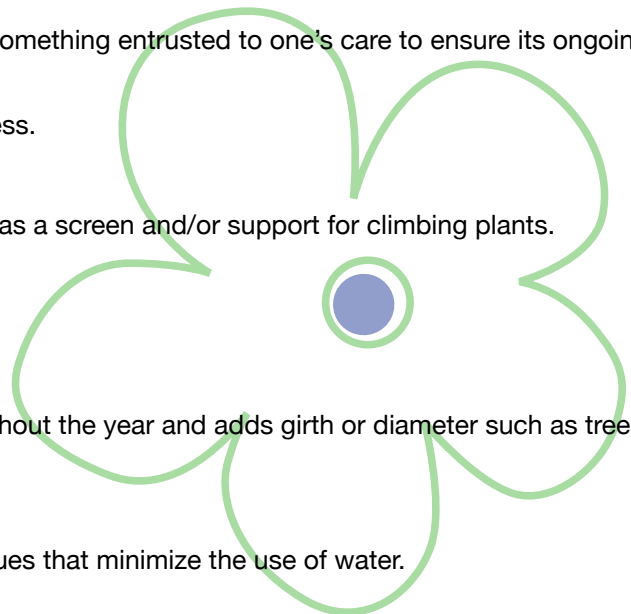 omething entrusted to one's care to ensure its ongoin
ess.
as a screen and/or support for climbing plants.
hout the year and adds girth or diameter such as tree
ues that minimize the use of water.